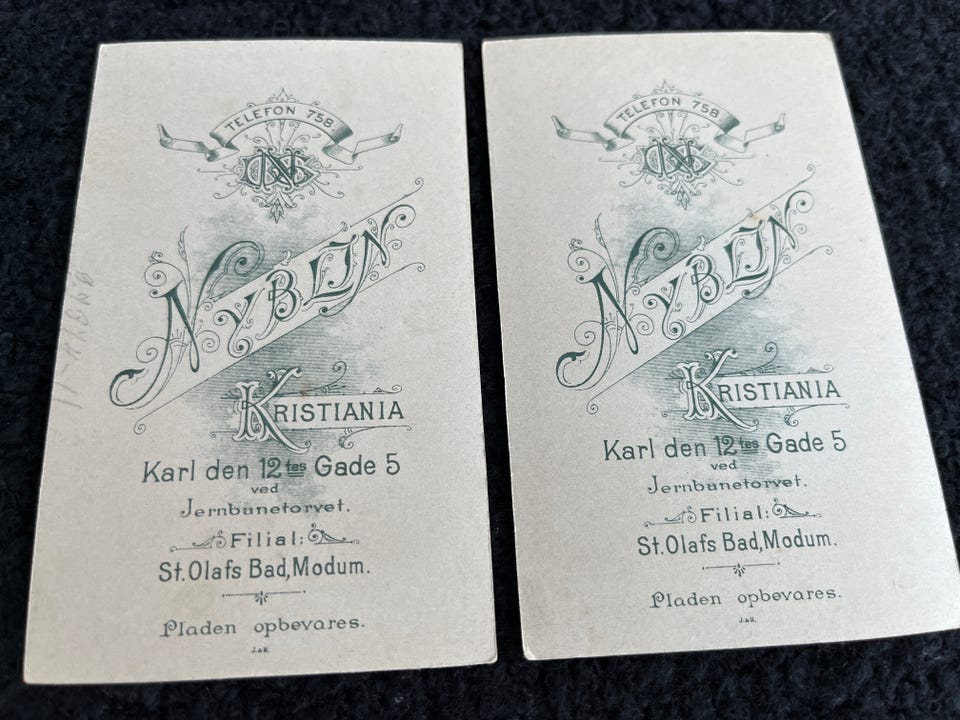 TELEFON 758.
CNG
NYBLIN
KRISTIANIA
Karl den 12tes Gade 5
ved
Jernbanetorvet.
Filial:
St. Olafs Bad, Modum.
Pladen opbevares.
J.&K.
TELEFON 758
NYBLIN
KRISTIANIA
Karl den 12tes Gade 5
ved
Jernbanetorvet.
Filial:
St. Olafs Bad, Modum.
Pladen opbevares.